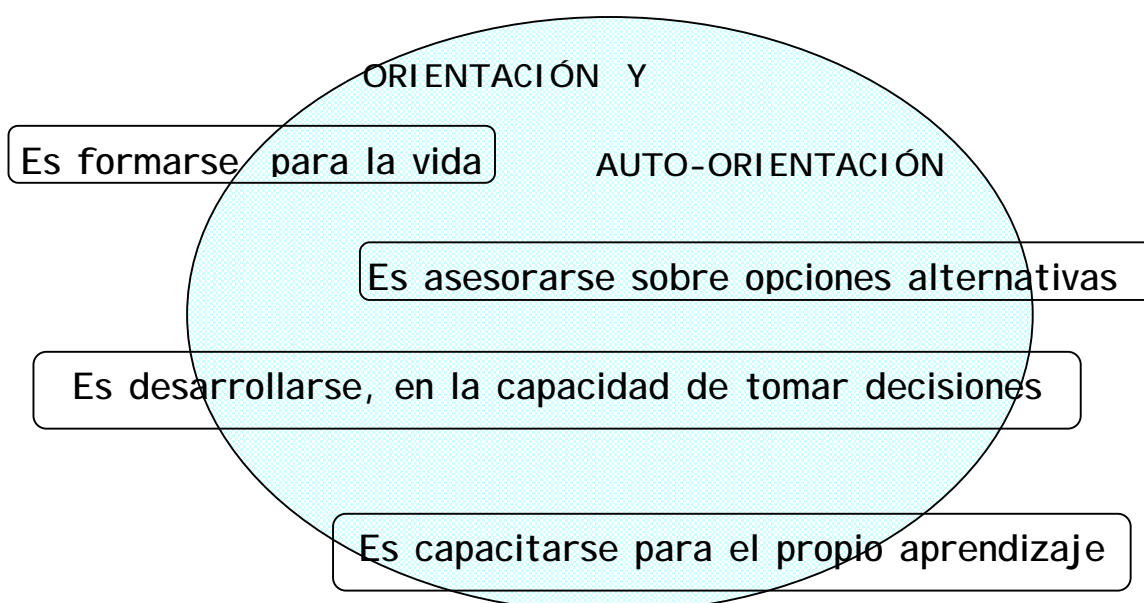 ORIENTACIÓN Y
Es formarse para la vida
AUTO-ORIENTACIÓN
Es asesorarse sobre opciones alternativas
Es desarrollarse, en la capacidad de tomar decisiones
Es capacitarse para el propio aprendizaje